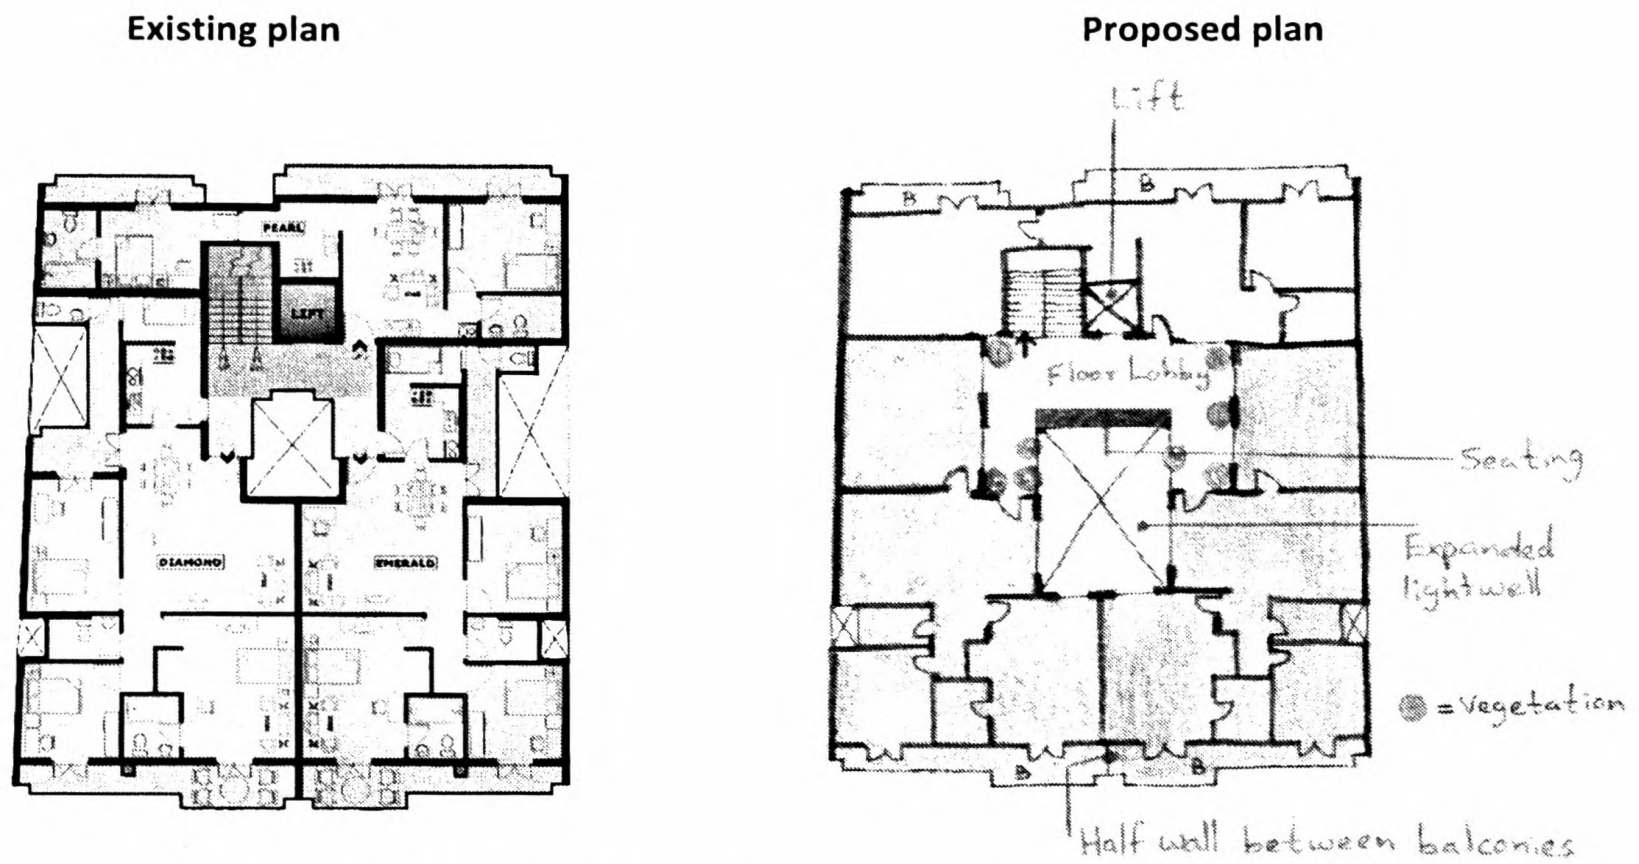 Existing plan
Proposed plan
Lift
PEARL
LIFT
DIAMOND
EMERALD
B
B
Floor Lobby
Seating
Expanded
lightwell
= vegetation
B
B
Half wall between balconies